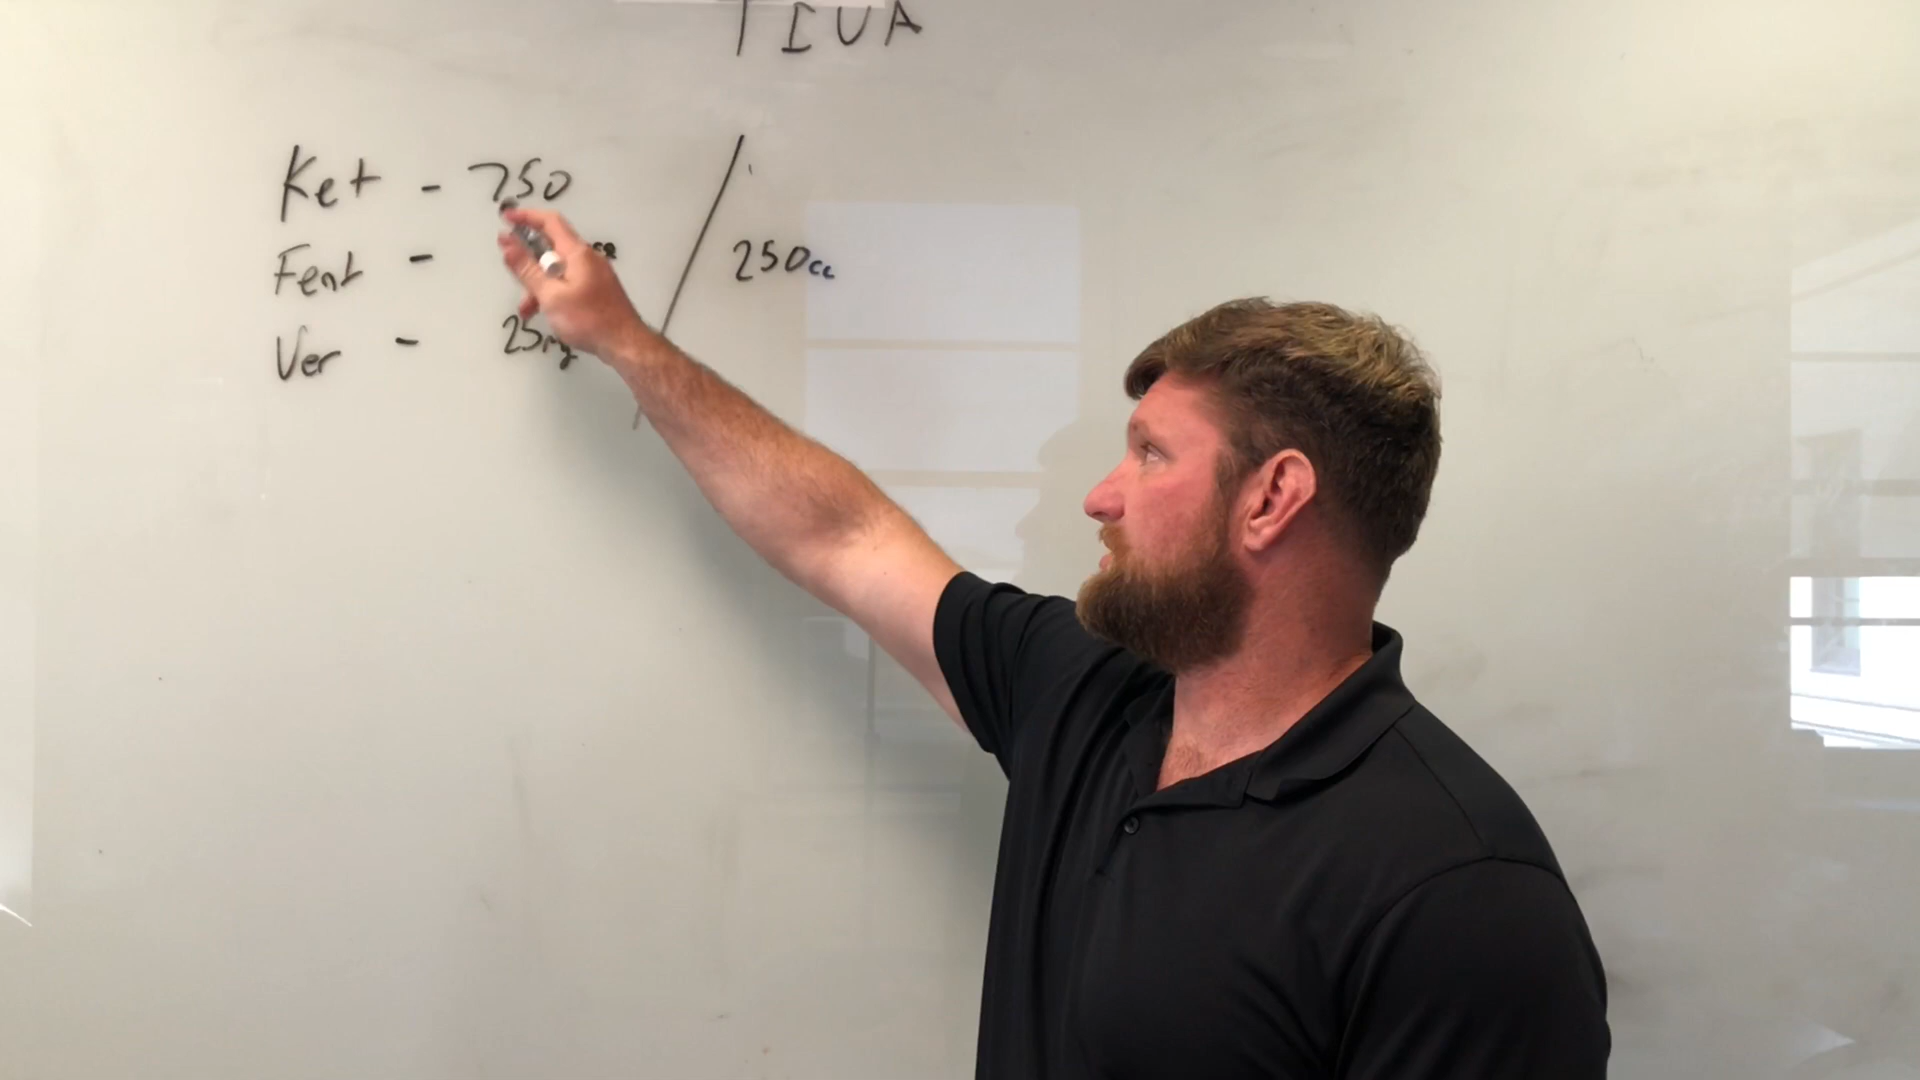 TIVA
Ket - 750
Fent -
250cc
Ver - 25mg